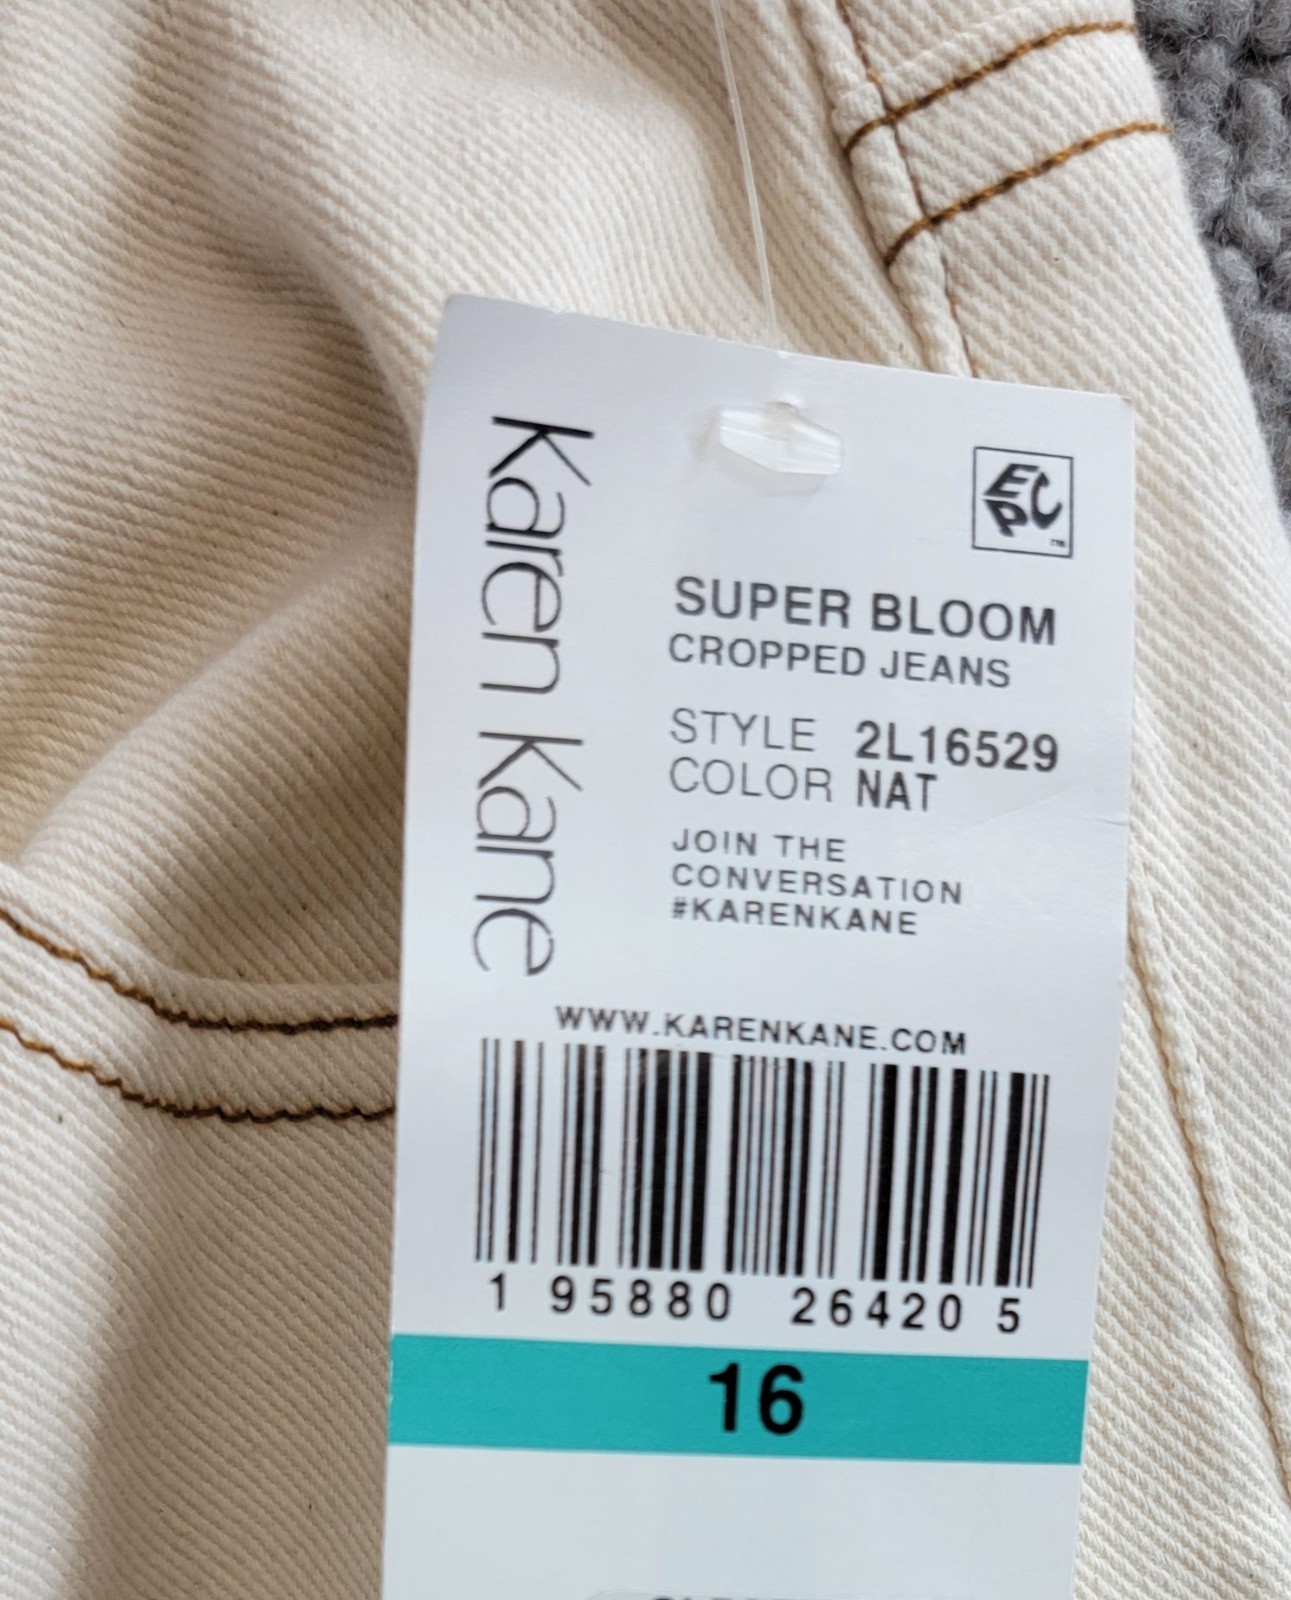 Karen Kane
EPC
TM
SUPER BLOOM
CROPPED JEANS
STYLE 2L16529
COLOR NAT
JOIN THE
CONVERSATION
#KARENKANE
WWW.KARENKANE.COM
1 95880 26420 5
16